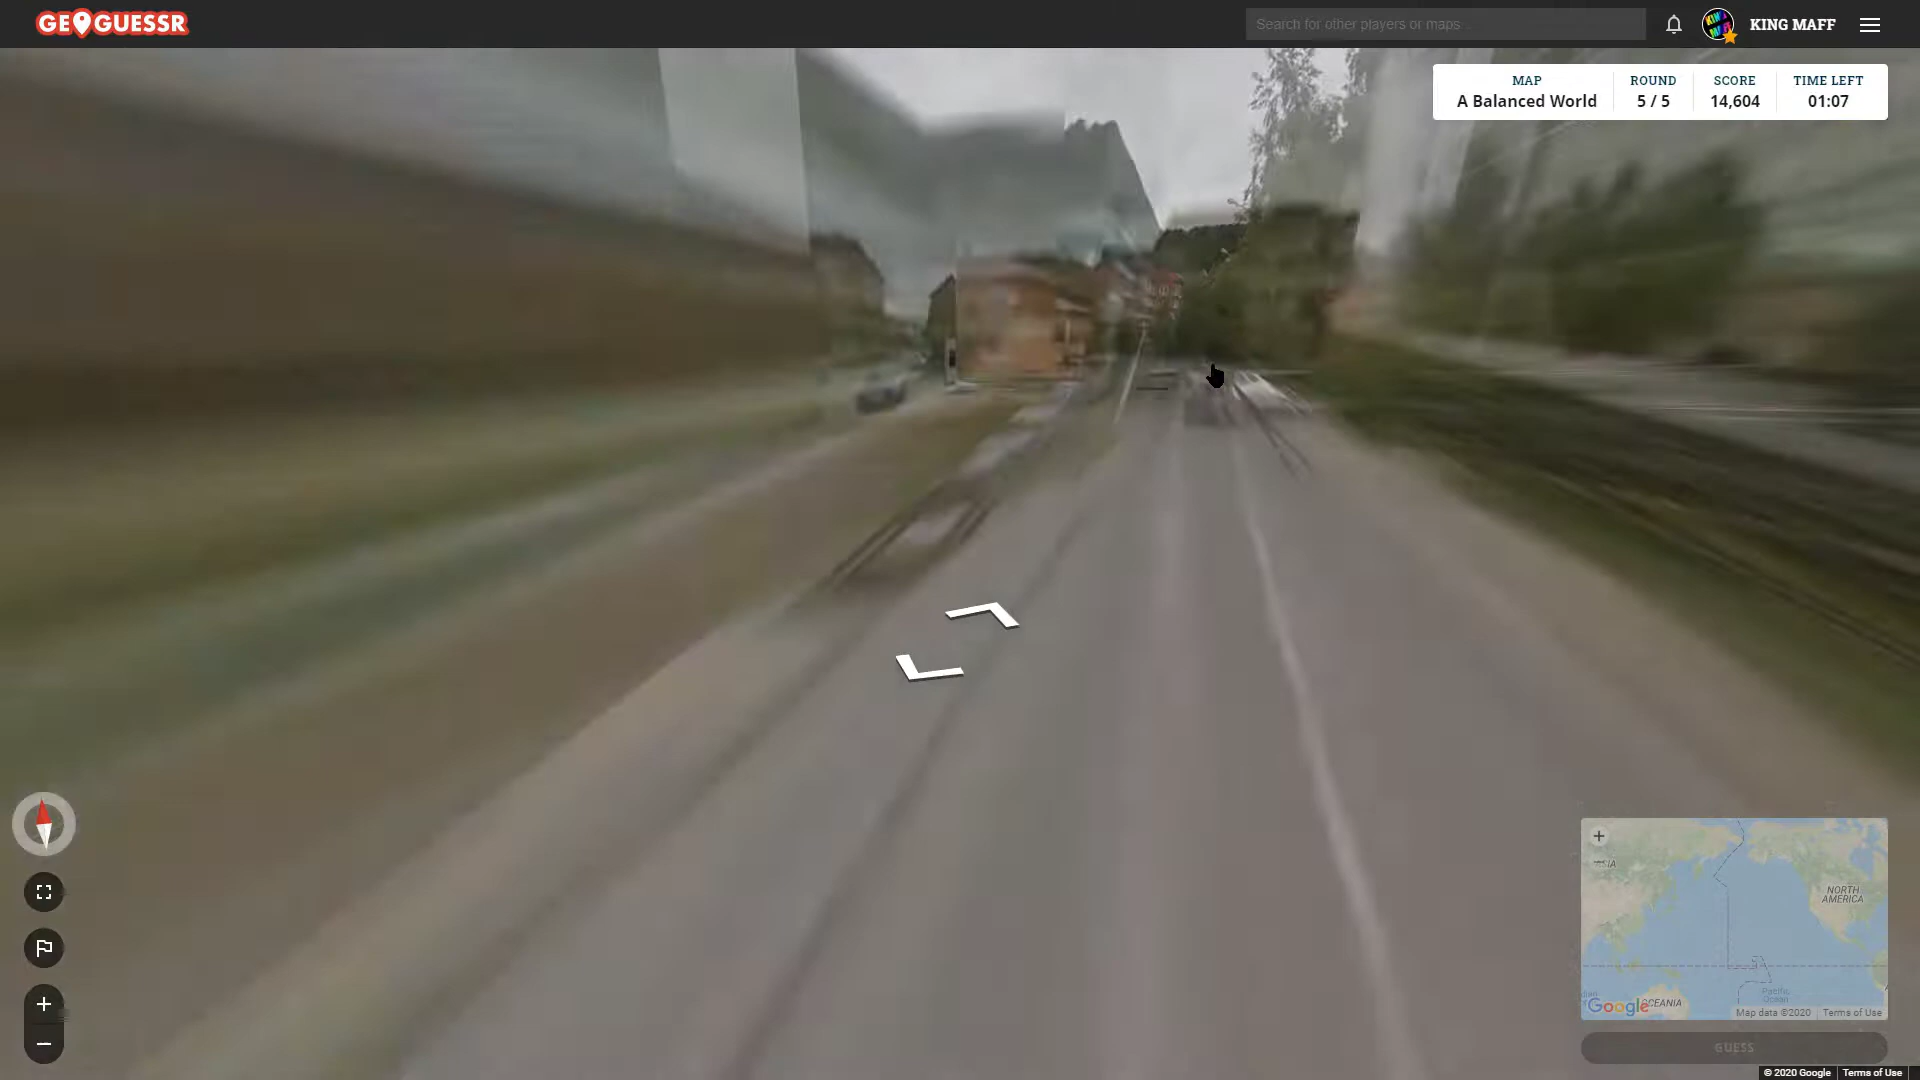 GEOGUESSR
Search for other players or maps
KING MAFF
MAP
A Balanced World
ROUND
5 / 5
SCORE
14,604
TIME LEFT
01:07
NORTH
AMERICA
Pacific
Ocean
OCEANIA
Google
Map data ©2020
Terms of Use
GUESS
© 2020 Google
Terms of Use